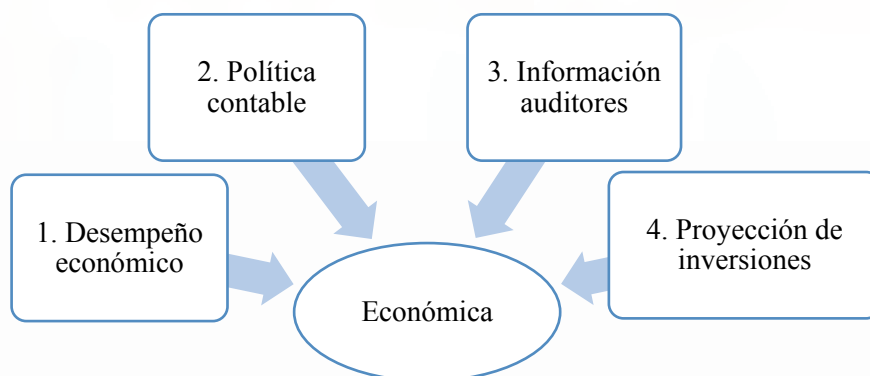 2. Política
contable
3. Información
auditores
1. Desempeño
económico
4. Proyección de
inversiones
Económica